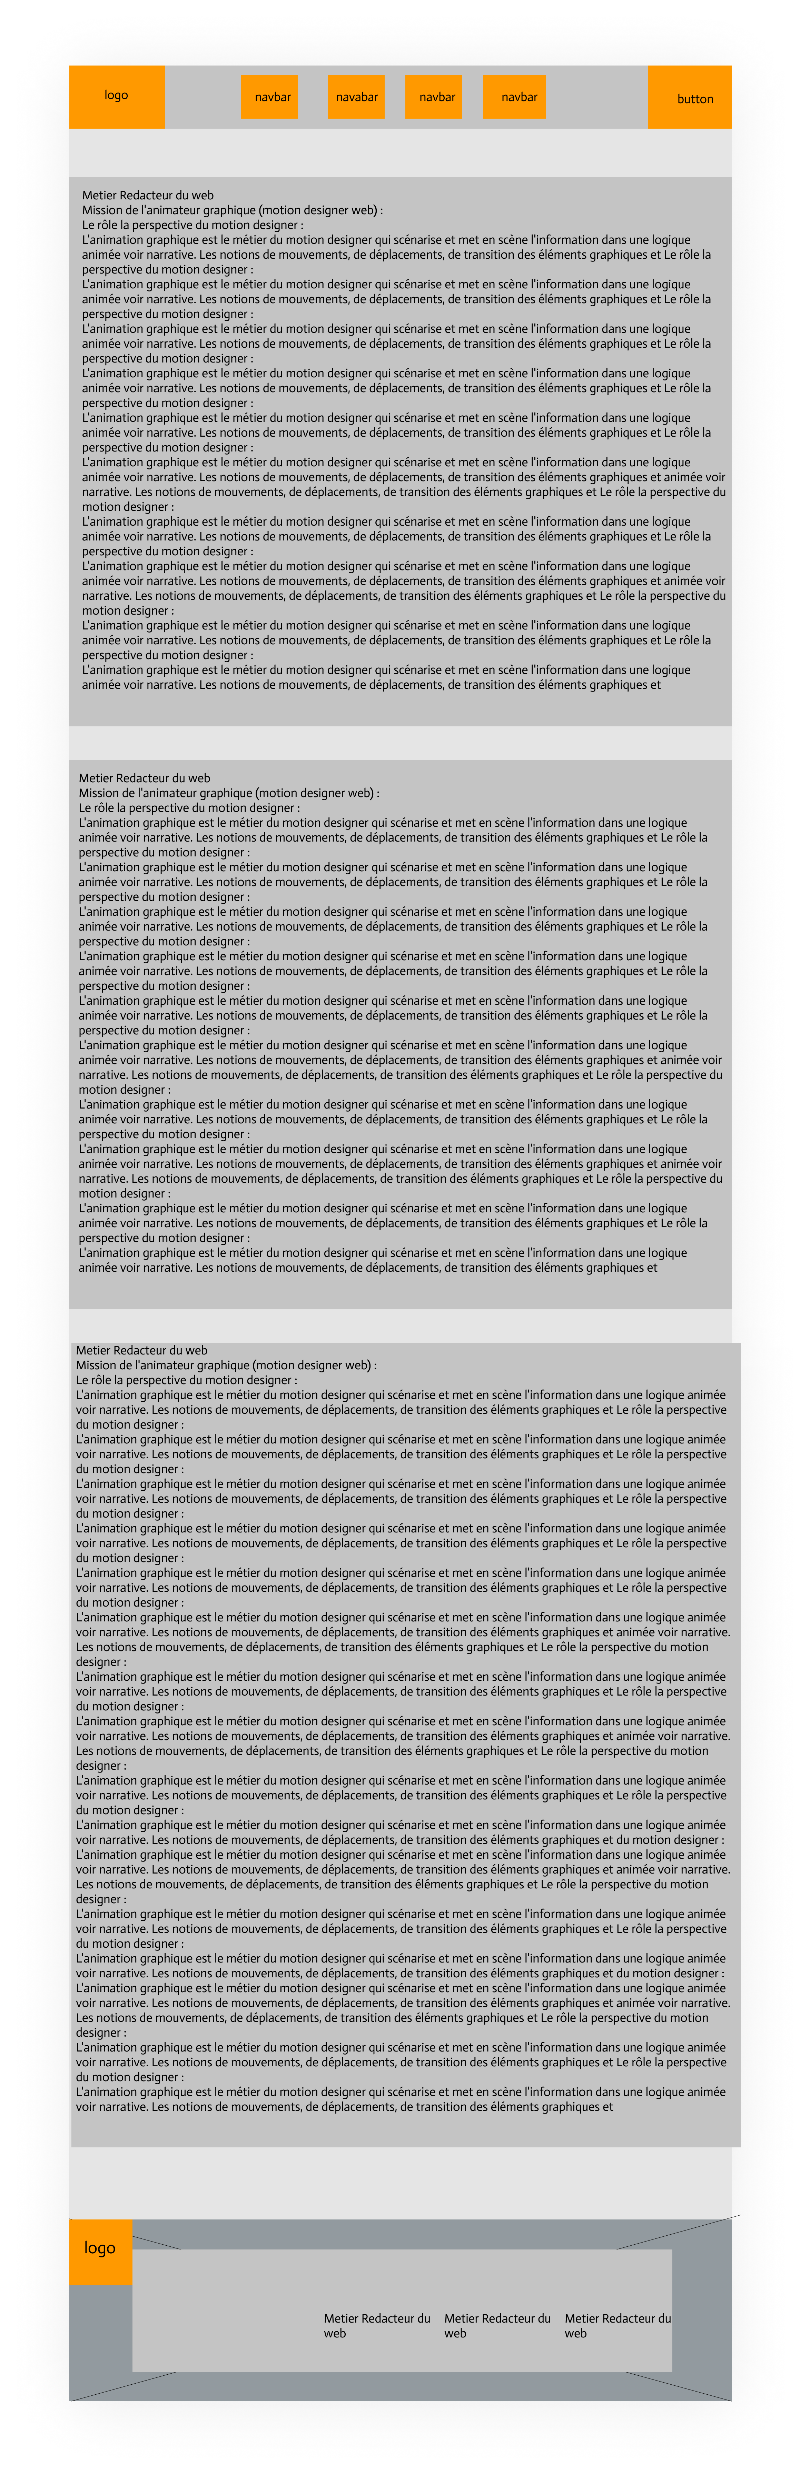 logo
navbar
navabar
navbar
navbar
button
Metier Redacteur du web
Mission de l'animateur graphique (motion designer web) :
Le rôle la perspective du motion designer :
L'animation graphique est le métier du motion designer qui scénarise et met en scène l'information dans une logique
animée voir narrative. Les notions de mouvements, de déplacements, de transition des éléments graphiques et Le rôle la
perspective du motion designer :
L'animation graphique est le métier du motion designer qui scénarise et met en scène l'information dans une logique
animée voir narrative. Les notions de mouvements, de déplacements, de transition des éléments graphiques et Le rôle la
perspective du motion designer :
L'animation graphique est le métier du motion designer qui scénarise et met en scène l'information dans une logique
animée voir narrative. Les notions de mouvements, de déplacements, de transition des éléments graphiques et Le rôle la
perspective du motion designer :
L'animation graphique est le métier du motion designer qui scénarise et met en scène l'information dans une logique
animée voir narrative. Les notions de mouvements, de déplacements, de transition des éléments graphiques et Le rôle la
perspective du motion designer :
L'animation graphique est le métier du motion designer qui scénarise et met en scène l'information dans une logique
animée voir narrative. Les notions de mouvements, de déplacements, de transition des éléments graphiques et Le rôle la
perspective du motion designer :
L'animation graphique est le métier du motion designer qui scénarise et met en scène l'information dans une logique
animée voir narrative. Les notions de mouvements, de déplacements, de transition des éléments graphiques et animée voir
narrative. Les notions de mouvements, de déplacements, de transition des éléments graphiques et Le rôle la perspective du
motion designer :
L'animation graphique est le métier du motion designer qui scénarise et met en scène l'information dans une logique
animée voir narrative. Les notions de mouvements, de déplacements, de transition des éléments graphiques et Le rôle la
perspective du motion designer :
L'animation graphique est le métier du motion designer qui scénarise et met en scène l'information dans une logique
animée voir narrative. Les notions de mouvements, de déplacements, de transition des éléments graphiques et animée voir
narrative. Les notions de mouvements, de déplacements, de transition des éléments graphiques et Le rôle la perspective du
motion designer :
L'animation graphique est le métier du motion designer qui scénarise et met en scène l'information dans une logique
animée voir narrative. Les notions de mouvements, de déplacements, de transition des éléments graphiques et Le rôle la
perspective du motion designer :
L'animation graphique est le métier du motion designer qui scénarise et met en scène l'information dans une logique
animée voir narrative. Les notions de mouvements, de déplacements, de transition des éléments graphiques et
Metier Redacteur du web
Mission de l'animateur graphique (motion designer web) :
Le rôle la perspective du motion designer :
L'animation graphique est le métier du motion designer qui scénarise et met en scène l'information dans une logique
animée voir narrative. Les notions de mouvements, de déplacements, de transition des éléments graphiques et Le rôle la
perspective du motion designer :
L'animation graphique est le métier du motion designer qui scénarise et met en scène l'information dans une logique
animée voir narrative. Les notions de mouvements, de déplacements, de transition des éléments graphiques et Le rôle la
perspective du motion designer :
L'animation graphique est le métier du motion designer qui scénarise et met en scène l'information dans une logique
animée voir narrative. Les notions de mouvements, de déplacements, de transition des éléments graphiques et Le rôle la
perspective du motion designer :
L'animation graphique est le métier du motion designer qui scénarise et met en scène l'information dans une logique
animée voir narrative. Les notions de mouvements, de déplacements, de transition des éléments graphiques et Le rôle la
perspective du motion designer :
L'animation graphique est le métier du motion designer qui scénarise et met en scène l'information dans une logique
animée voir narrative. Les notions de mouvements, de déplacements, de transition des éléments graphiques et Le rôle la
perspective du motion designer :
L'animation graphique est le métier du motion designer qui scénarise et met en scène l'information dans une logique
animée voir narrative. Les notions de mouvements, de déplacements, de transition des éléments graphiques et animée voir
narrative. Les notions de mouvements, de déplacements, de transition des éléments graphiques et Le rôle la perspective du
motion designer :
L'animation graphique est le métier du motion designer qui scénarise et met en scène l'information dans une logique
animée voir narrative. Les notions de mouvements, de déplacements, de transition des éléments graphiques et Le rôle la
perspective du motion designer :
L'animation graphique est le métier du motion designer qui scénarise et met en scène l'information dans une logique
animée voir narrative. Les notions de mouvements, de déplacements, de transition des éléments graphiques et animée voir
narrative. Les notions de mouvements, de déplacements, de transition des éléments graphiques et Le rôle la perspective du
motion designer :
L'animation graphique est le métier du motion designer qui scénarise et met en scène l'information dans une logique
animée voir narrative. Les notions de mouvements, de déplacements, de transition des éléments graphiques et Le rôle la
perspective du motion designer :
L'animation graphique est le métier du motion designer qui scénarise et met en scène l'information dans une logique
animée voir narrative. Les notions de mouvements, de déplacements, de transition des éléments graphiques et
Metier Redacteur du web
Mission de l'animateur graphique (motion designer web) :
Le rôle la perspective du motion designer :
L'animation graphique est le métier du motion designer qui scénarise et met en scène l'information dans une logique animée
voir narrative. Les notions de mouvements, de déplacements, de transition des éléments graphiques et Le rôle la perspective
du motion designer :
L'animation graphique est le métier du motion designer qui scénarise et met en scène l'information dans une logique animée
voir narrative. Les notions de mouvements, de déplacements, de transition des éléments graphiques et Le rôle la perspective
du motion designer :
L'animation graphique est le métier du motion designer qui scénarise et met en scène l'information dans une logique animée
voir narrative. Les notions de mouvements, de déplacements, de transition des éléments graphiques et Le rôle la perspective
du motion designer :
L'animation graphique est le métier du motion designer qui scénarise et met en scène l'information dans une logique animée
voir narrative. Les notions de mouvements, de déplacements, de transition des éléments graphiques et Le rôle la perspective
du motion designer :
L'animation graphique est le métier du motion designer qui scénarise et met en scène l'information dans une logique animée
voir narrative. Les notions de mouvements, de déplacements, de transition des éléments graphiques et Le rôle la perspective
du motion designer :
L'animation graphique est le métier du motion designer qui scénarise et met en scène l'information dans une logique animée
voir narrative. Les notions de mouvements, de déplacements, de transition des éléments graphiques et animée voir narrative.
Les notions de mouvements, de déplacements, de transition des éléments graphiques et Le rôle la perspective du motion
designer :
L'animation graphique est le métier du motion designer qui scénarise et met en scène l'information dans une logique animée
voir narrative. Les notions de mouvements, de déplacements, de transition des éléments graphiques et Le rôle la perspective
du motion designer :
L'animation graphique est le métier du motion designer qui scénarise et met en scène l'information dans une logique animée
voir narrative. Les notions de mouvements, de déplacements, de transition des éléments graphiques et animée voir narrative.
Les notions de mouvements, de déplacements, de transition des éléments graphiques et Le rôle la perspective du motion
designer :
L'animation graphique est le métier du motion designer qui scénarise et met en scène l'information dans une logique animée
voir narrative. Les notions de mouvements, de déplacements, de transition des éléments graphiques et Le rôle la perspective
du motion designer :
L'animation graphique est le métier du motion designer qui scénarise et met en scène l'information dans une logique animée
voir narrative. Les notions de mouvements, de déplacements, de transition des éléments graphiques et du motion designer :
L'animation graphique est le métier du motion designer qui scénarise et met en scène l'information dans une logique animée
voir narrative. Les notions de mouvements, de déplacements, de transition des éléments graphiques et animée voir narrative.
Les notions de mouvements, de déplacements, de transition des éléments graphiques et Le rôle la perspective du motion
designer :
L'animation graphique est le métier du motion designer qui scénarise et met en scène l'information dans une logique animée
voir narrative. Les notions de mouvements, de déplacements, de transition des éléments graphiques et Le rôle la perspective
du motion designer :
L'animation graphique est le métier du motion designer qui scénarise et met en scène l'information dans une logique animée
voir narrative. Les notions de mouvements, de déplacements, de transition des éléments graphiques et du motion designer :
L'animation graphique est le métier du motion designer qui scénarise et met en scène l'information dans une logique animée
voir narrative. Les notions de mouvements, de déplacements, de transition des éléments graphiques et animée voir narrative.
Les notions de mouvements, de déplacements, de transition des éléments graphiques et Le rôle la perspective du motion
designer :
L'animation graphique est le métier du motion designer qui scénarise et met en scène l'information dans une logique animée
voir narrative. Les notions de mouvements, de déplacements, de transition des éléments graphiques et Le rôle la perspective
du motion designer :
L'animation graphique est le métier du motion designer qui scénarise et met en scène l'information dans une logique animée
voir narrative. Les notions de mouvements, de déplacements, de transition des éléments graphiques et
logo
Metier Redacteur du
web
Metier Redacteur du
web
Metier Redacteur du
web